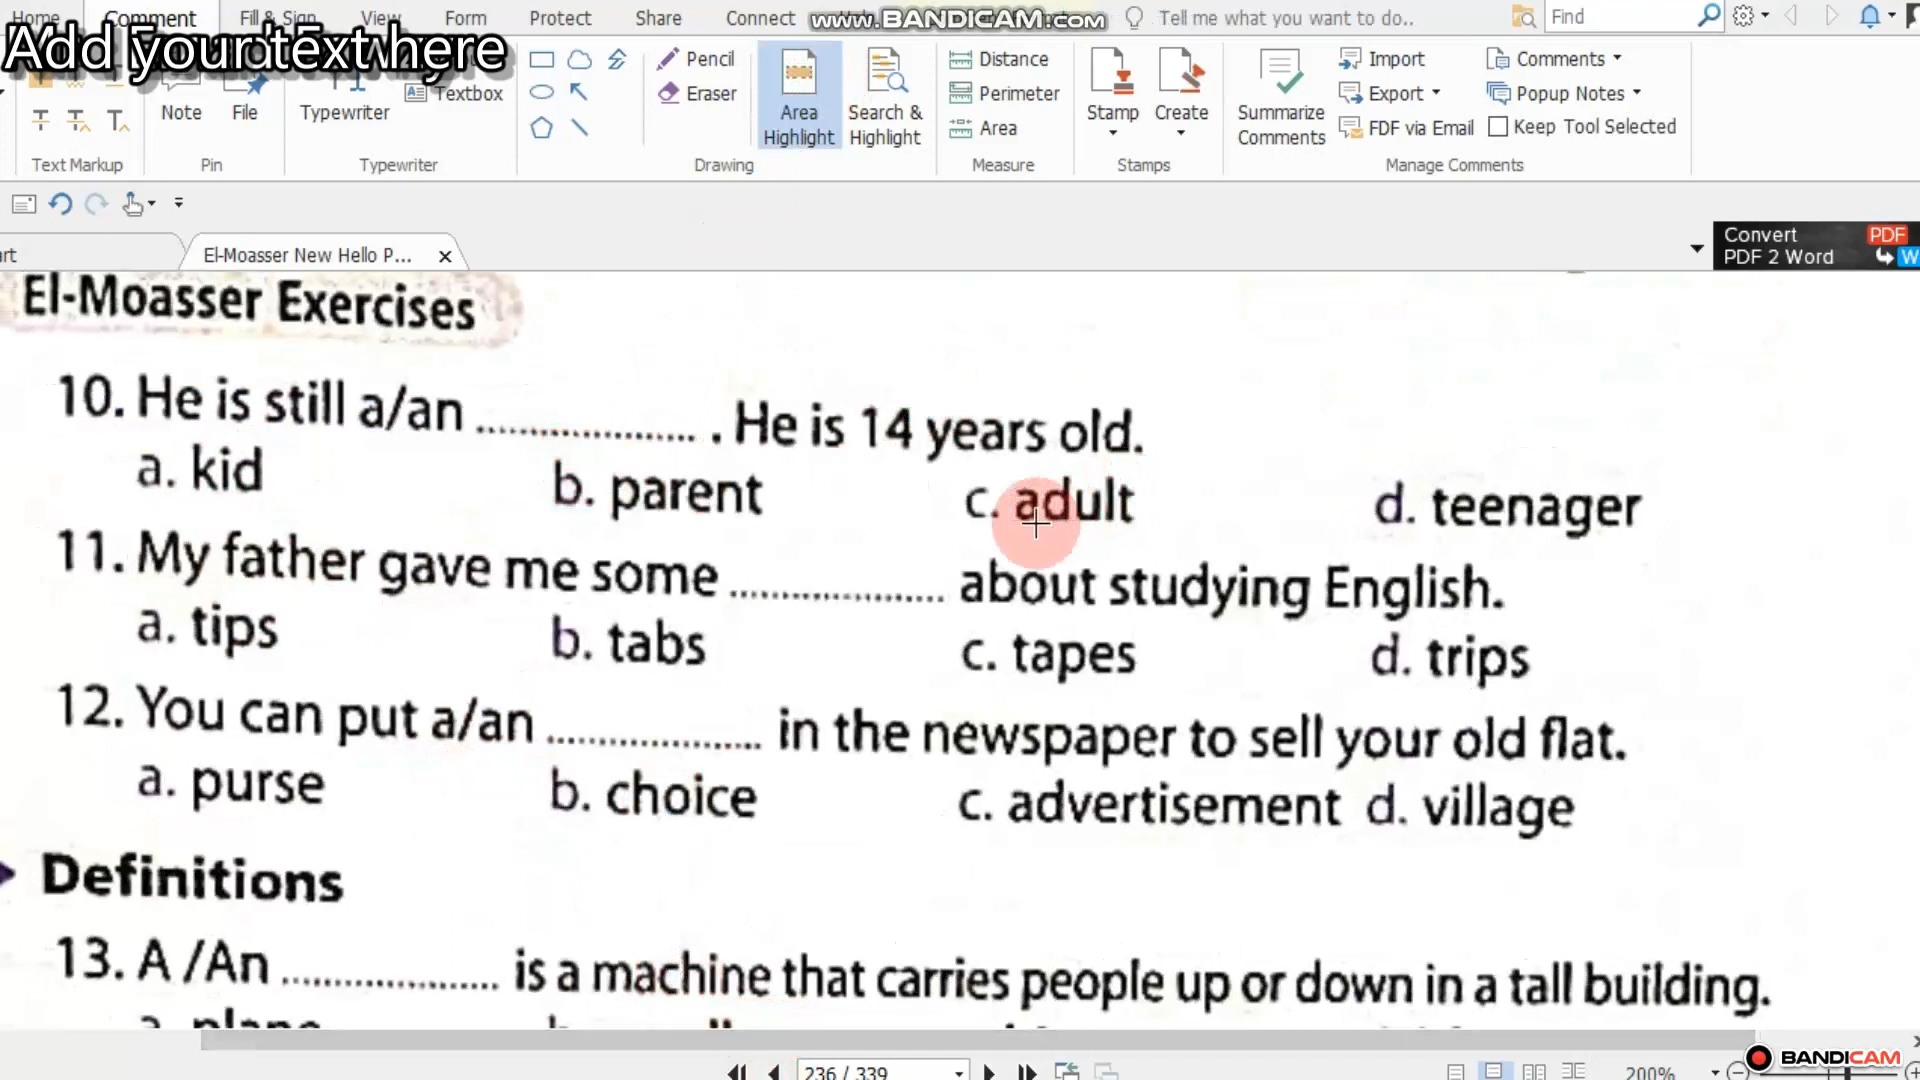 Home Comment Fill & Sign View Form Protect Share Connect www.BANDICAM.com Tell me what you want to do.. Find
Add your text here
Pencil Distance Import Comments
Note File Typewriter Textbox Eraser Area Highlight Search & Highlight Perimeter Stamp Create Summarize Comments Export Popup Notes
Area FDF via Email Keep Tool Selected
Text Markup Pin Typewriter Drawing Measure Stamps Manage Comments
rt El-Moasser New Hello P... Convert PDF
PDF 2 Word W
El-Moasser Exercises
10. He is still a/an .................... . He is 14 years old.
a. kid b. parent c. adult d. teenager
11. My father gave me some .................... about studying English.
a. tips b. tabs c. tapes d. trips
12. You can put a/an .................... in the newspaper to sell your old flat.
a. purse b. choice c. advertisement d. village
Definitions
13. A /An .................... is a machine that carries people up or down in a tall building.
236 / 339 200% BANDICAM